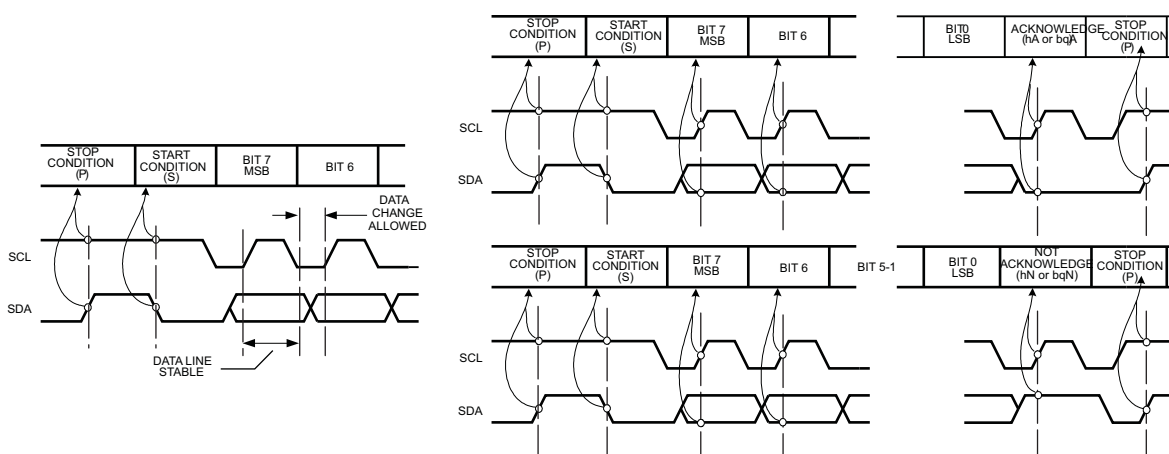 STOP
CONDITION
(P)
START
CONDITION
(S)
BIT 7
MSB
BIT 6
DATA
CHANGE
ALLOWED
SCL
SDA
DATA LINE
STABLE
STOP
CONDITION
(P)
START
CONDITION
(S)
BIT 7
MSB
BIT 6
BIT0
LSB
ACKNOWLEDGE
(hA or bqA)
STOP
CONDITION
(P)
SCL
SDA
STOP
CONDITION
(P)
START
CONDITION
(S)
BIT 7
MSB
BIT 6
BIT 5-1
BIT 0
LSB
NOT
ACKNOWLEDGE
(hN or bqN)
STOP
CONDITION
(P)
SCL
SDA